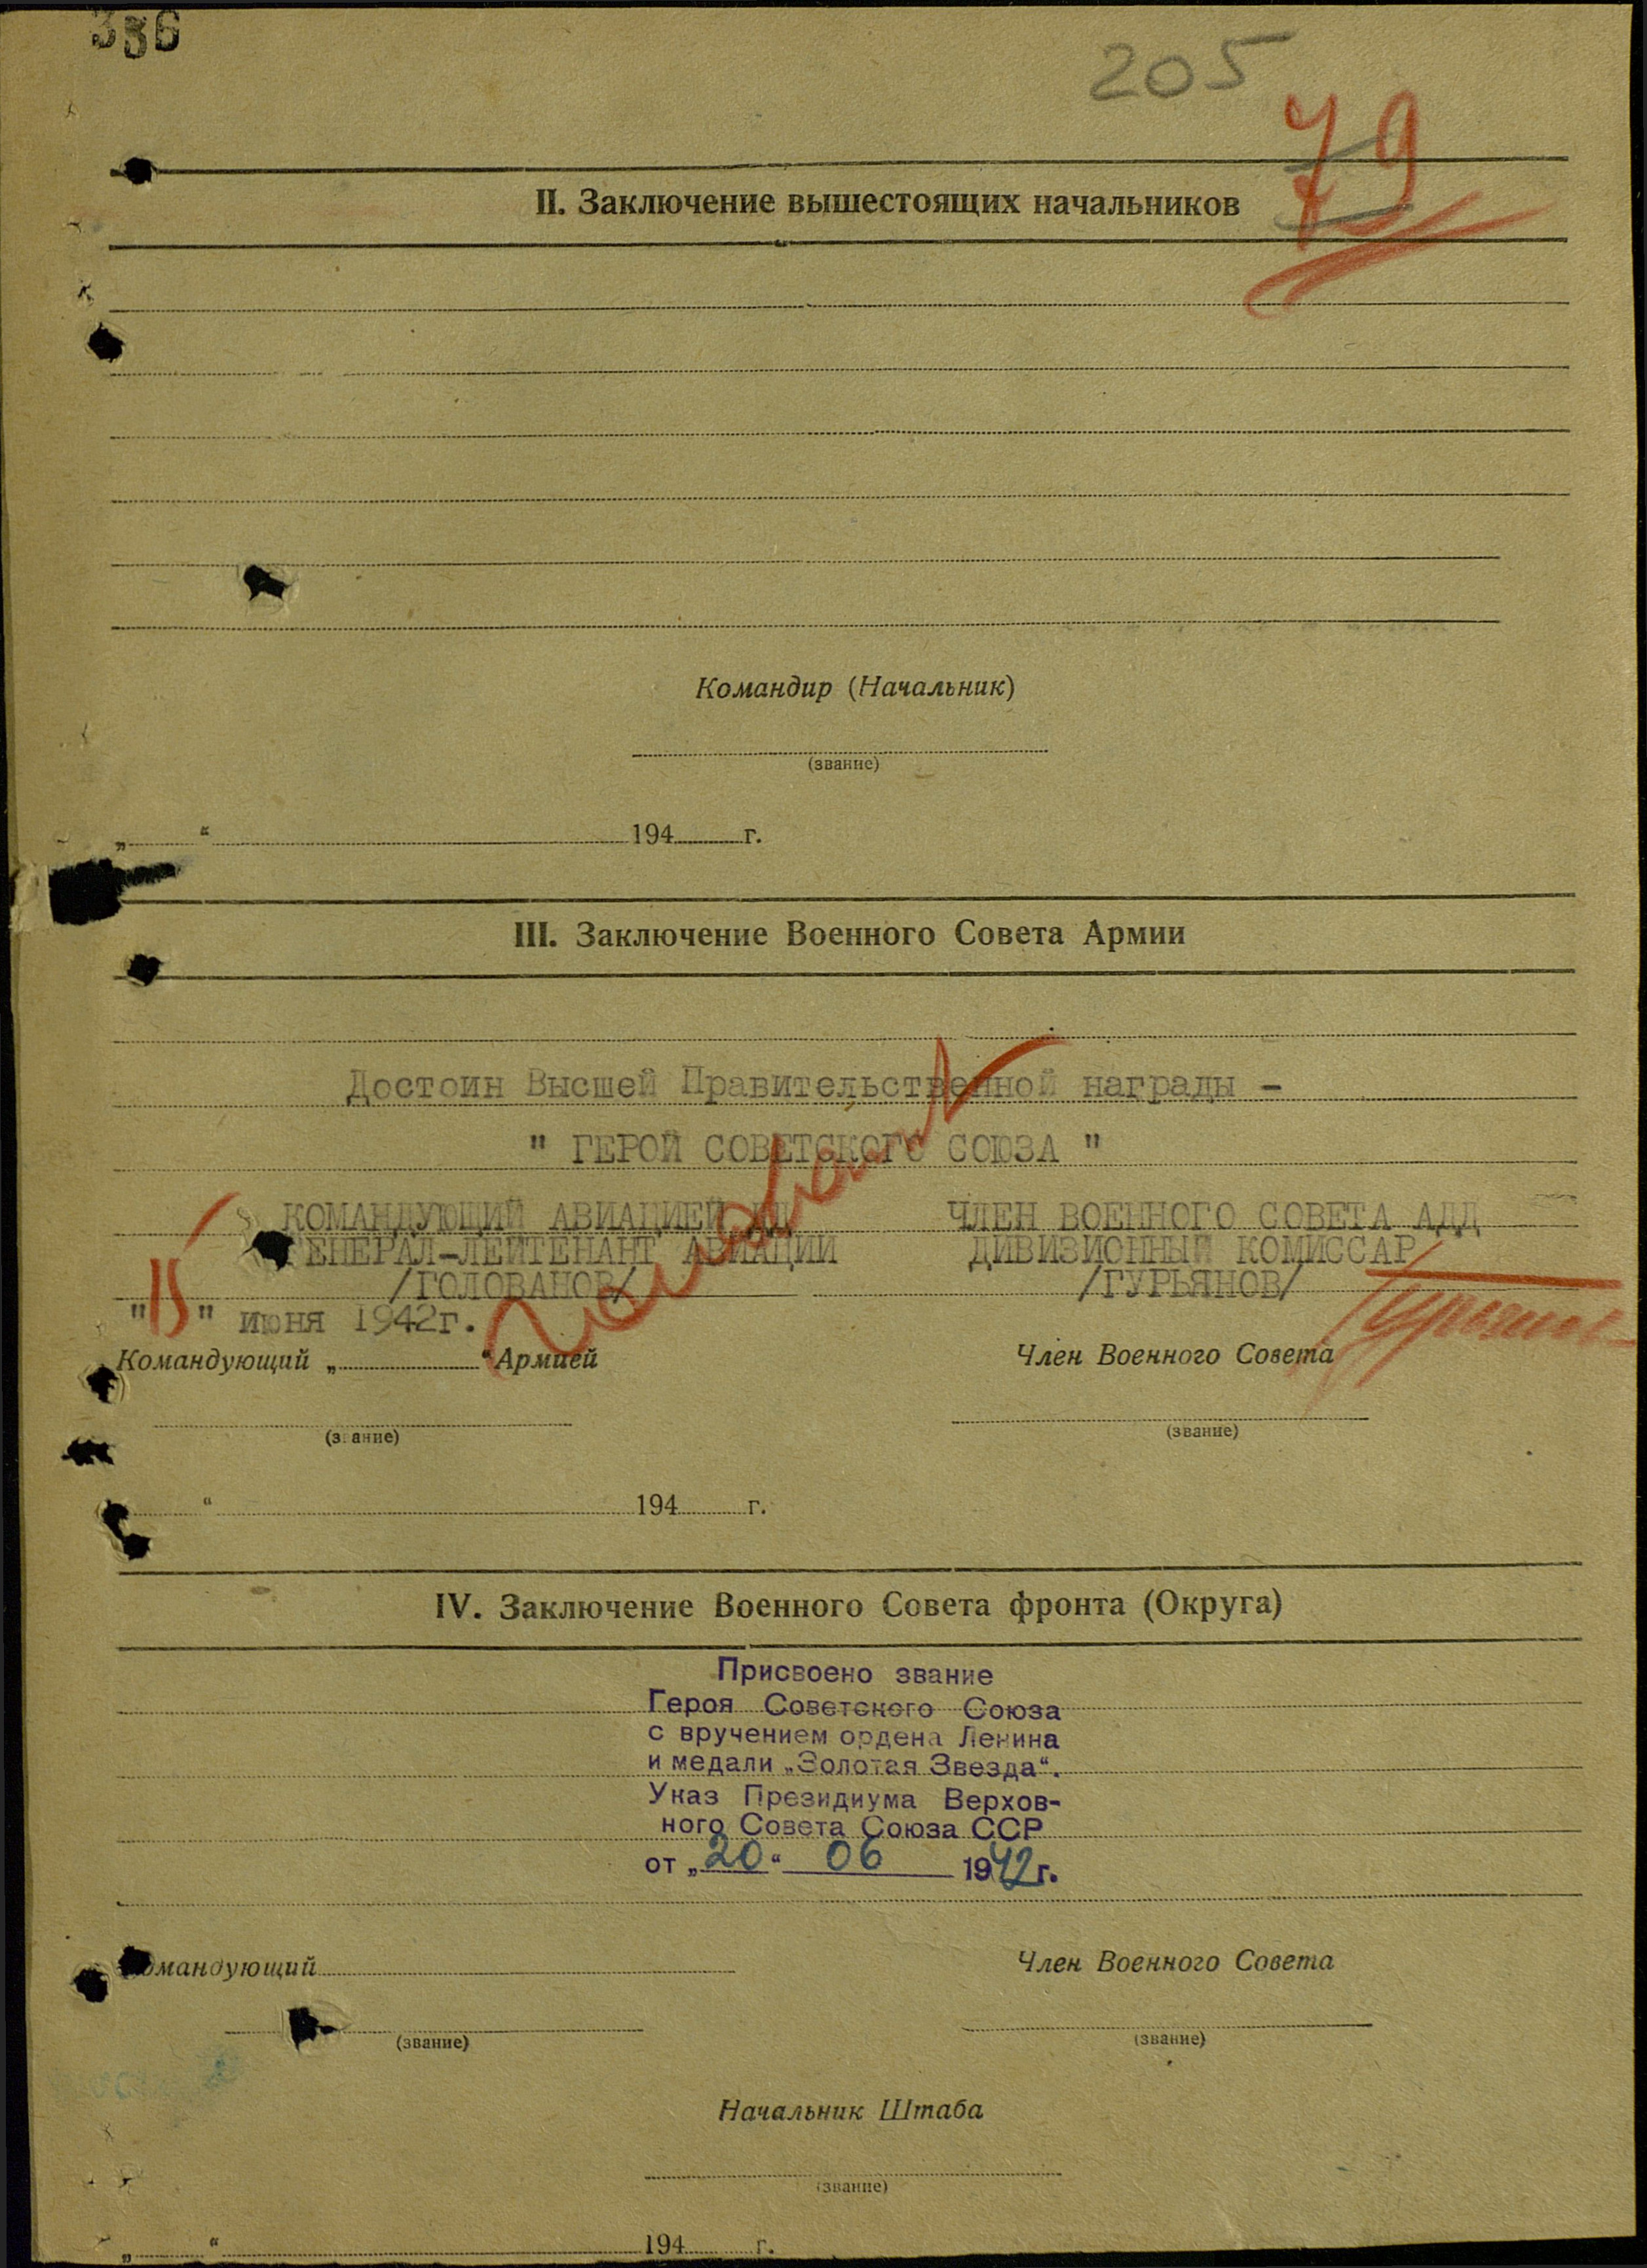 205
79
II. Заключение вышестоящих начальников
Командир (Начальник)
(звание)
„ “ 194 г.
III. Заключение Военного Совета Армии
Достоин Высшей Правительственной награды -
" ГЕРОЙ СОВЕТСКОГО СОЮЗА "
КОМАНДУЮЩИЙ АВИАЦИЕЙ ДД ЧЛЕН ВОЕННОГО СОВЕТА АДД
ГЕНЕРАЛ-ЛЕЙТЕНАНТ АВИАЦИИ ДИВИЗИОННЫЙ КОМИССАР
/ГОЛОВАНОВ/ /ГУРЬЯНОВ/
Голованов Гурьянов
"15" июня 1942г.
Командующий „ “ Армией Член Военного Совета
(звание) (звание)
“ 194 г.
IV. Заключение Военного Совета фронта (Округа)
Присвоено звание
Героя Советского Союза
с вручением ордена Ленина
и медали „Золотая Звезда“.
Указ Президиума Верхов-
ного Совета Союза ССР
от „20“ 06 1942г.
Командующий Член Военного Совета
(звание) (звание)
Начальник Штаба
(звание)
„ “ 194 г.